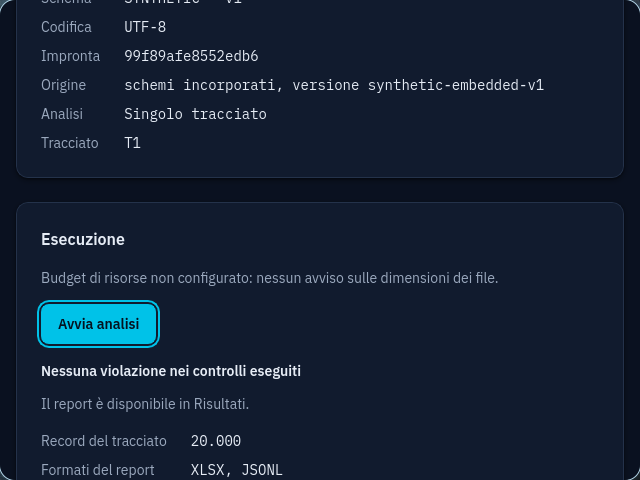 Codifica UTF-8
Impronta 99f89afe8552edb6
Origine schemi incorporati, versione synthetic-embedded-v1
Analisi Singolo tracciato
Tracciato T1
Esecuzione
Budget di risorse non configurato: nessun avviso sulle dimensioni dei file.
Avvia analisi
Nessuna violazione nei controlli eseguiti
Il report è disponibile in Risultati.
Record del tracciato 20.000
Formati del report XLSX, JSONL